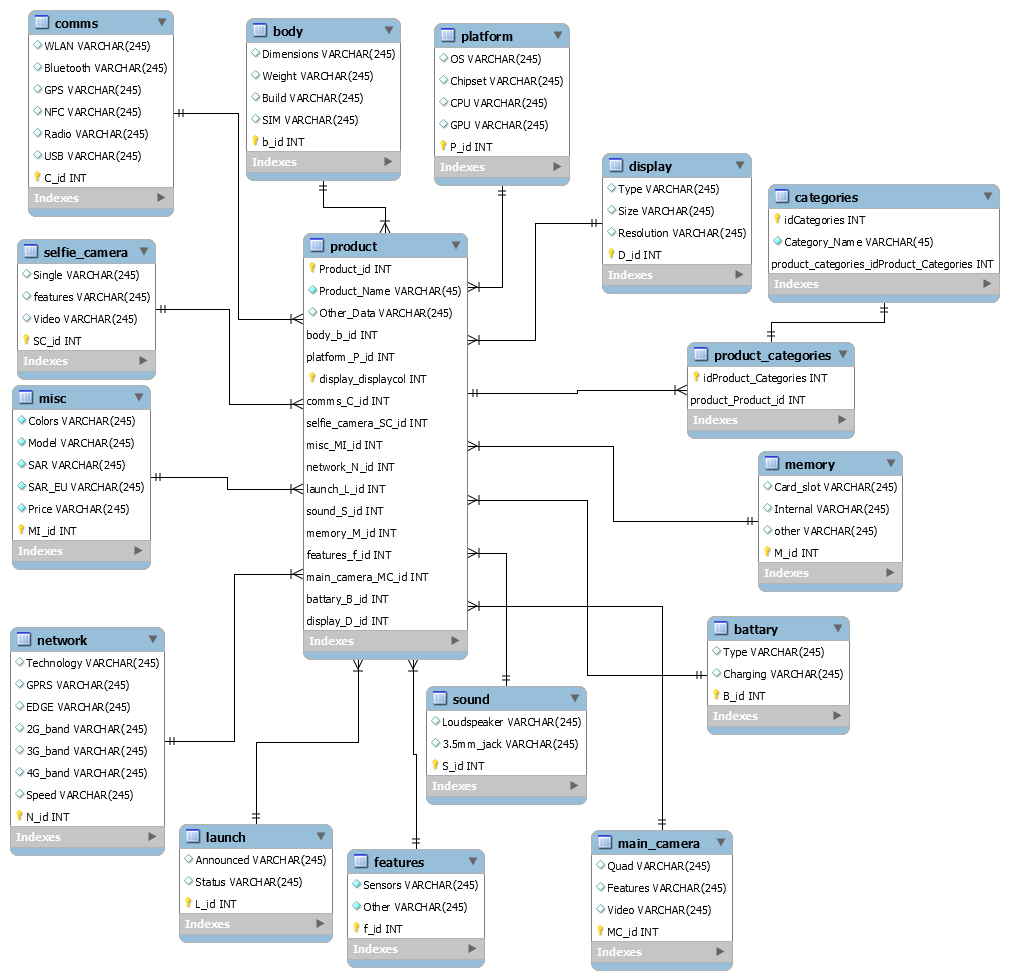 comms
WLAN VARCHAR(245)
Bluetooth VARCHAR(245)
GPS VARCHAR(245)
NFC VARCHAR(245)
Radio VARCHAR(245)
USB VARCHAR(245)
C_id INT
Indexes
body
Dimensions VARCHAR(245)
Weight VARCHAR(245)
Build VARCHAR(245)
SIM VARCHAR(245)
b_id INT
Indexes
platform
OS VARCHAR(245)
Chipset VARCHAR(245)
CPU VARCHAR(245)
GPU VARCHAR(245)
P_id INT
Indexes
display
Type VARCHAR(245)
Size VARCHAR(245)
Resolution VARCHAR(245)
D_id INT
Indexes
categories
idCategories INT
Category_Name VARCHAR(45)
product_categories_idProduct_Categories INT
Indexes
selfie_camera
Single VARCHAR(245)
features VARCHAR(245)
Video VARCHAR(245)
SC_id INT
Indexes
product
Product_id INT
Product_Name VARCHAR(45)
Other_Data VARCHAR(245)
body_b_id INT
platform_P_id INT
display_displaycol INT
comms_C_id INT
selfie_camera_SC_id INT
misc_MI_id INT
network_N_id INT
launch_L_id INT
sound_S_id INT
memory_M_id INT
features_f_id INT
main_camera_MC_id INT
battary_B_id INT
display_D_id INT
Indexes
product_categories
idProduct_Categories INT
product_Product_id INT
Indexes
misc
Colors VARCHAR(245)
Model VARCHAR(245)
SAR VARCHAR(245)
SAR_EU VARCHAR(245)
Price VARCHAR(245)
MI_id INT
Indexes
memory
Card_slot VARCHAR(245)
Internal VARCHAR(245)
other VARCHAR(245)
M_id INT
Indexes
network
Technology VARCHAR(245)
GPRS VARCHAR(245)
EDGE VARCHAR(245)
2G_band VARCHAR(245)
3G_band VARCHAR(245)
4G_band VARCHAR(245)
Speed VARCHAR(245)
N_id INT
Indexes
battary
Type VARCHAR(245)
Charging VARCHAR(245)
B_id INT
Indexes
sound
Loudspeaker VARCHAR(245)
3.5mm_jack VARCHAR(245)
S_id INT
Indexes
launch
Announced VARCHAR(245)
Status VARCHAR(245)
L_id INT
Indexes
features
Sensors VARCHAR(245)
Other VARCHAR(245)
f_id INT
Indexes
main_camera
Quad VARCHAR(245)
Features VARCHAR(245)
Video VARCHAR(245)
MC_id INT
Indexes